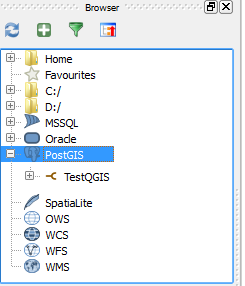 Browser
Home
Favourites
C:/
D:/
MSSQL
Oracle
PostGIS
TestQGIS
SpatiaLite
OWS
WCS
WFS
WMS